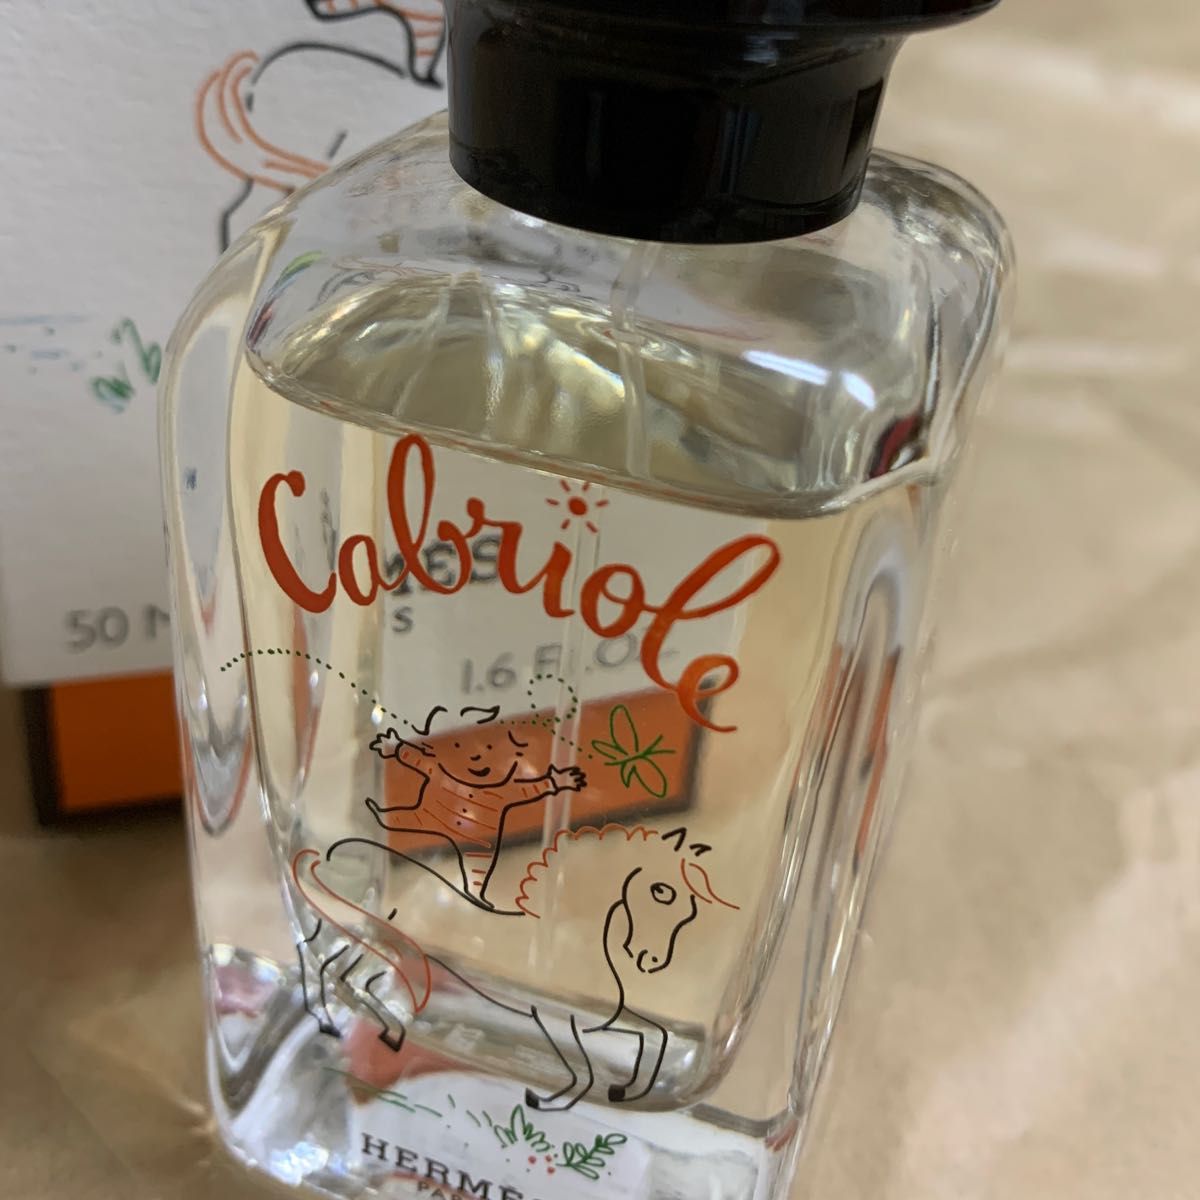 Cabriole
50
S
1.6 FL.OZ
HERMES